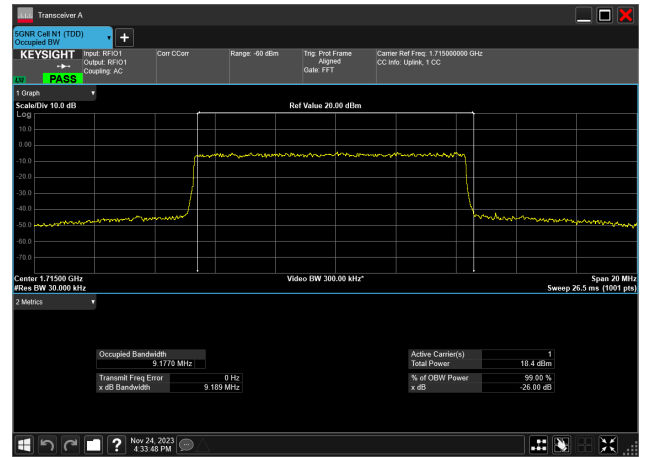 Transceiver A
5GNR Cell N1 (TDD)
Occupied BW
KEYSIGHT
LXI
PASS
Input: RFIO1
Output: RFIO1
Coupling: AC
Corr CCorr
Range: -60 dBm
Trig: Prot Frame
Aligned
Gate: FFT
Carrier Ref Freq: 1.715000000 GHz
CC Info: Uplink, 1 CC
1 Graph
Scale/Div 10.0 dB
Ref Value 20.00 dBm
Log
10.0
0.00
-10.0
-20.0
-30.0
-40.0
-50.0
-60.0
-70.0
Center 1.71500 GHz
Video BW 300.00 kHz*
Span 20 MHz
#Res BW 30.000 kHz
Sweep 26.5 ms (1001 pts)
2 Metrics
Occupied Bandwidth
9.1770 MHz
Transmit Freq Error 0 Hz
x dB Bandwidth 9.189 MHz
Active Carrier(s) 1
Total Power 18.4 dBm
% of OBW Power 99.00 %
x dB -26.00 dB
Nov 24, 2023
4:33:48 PM